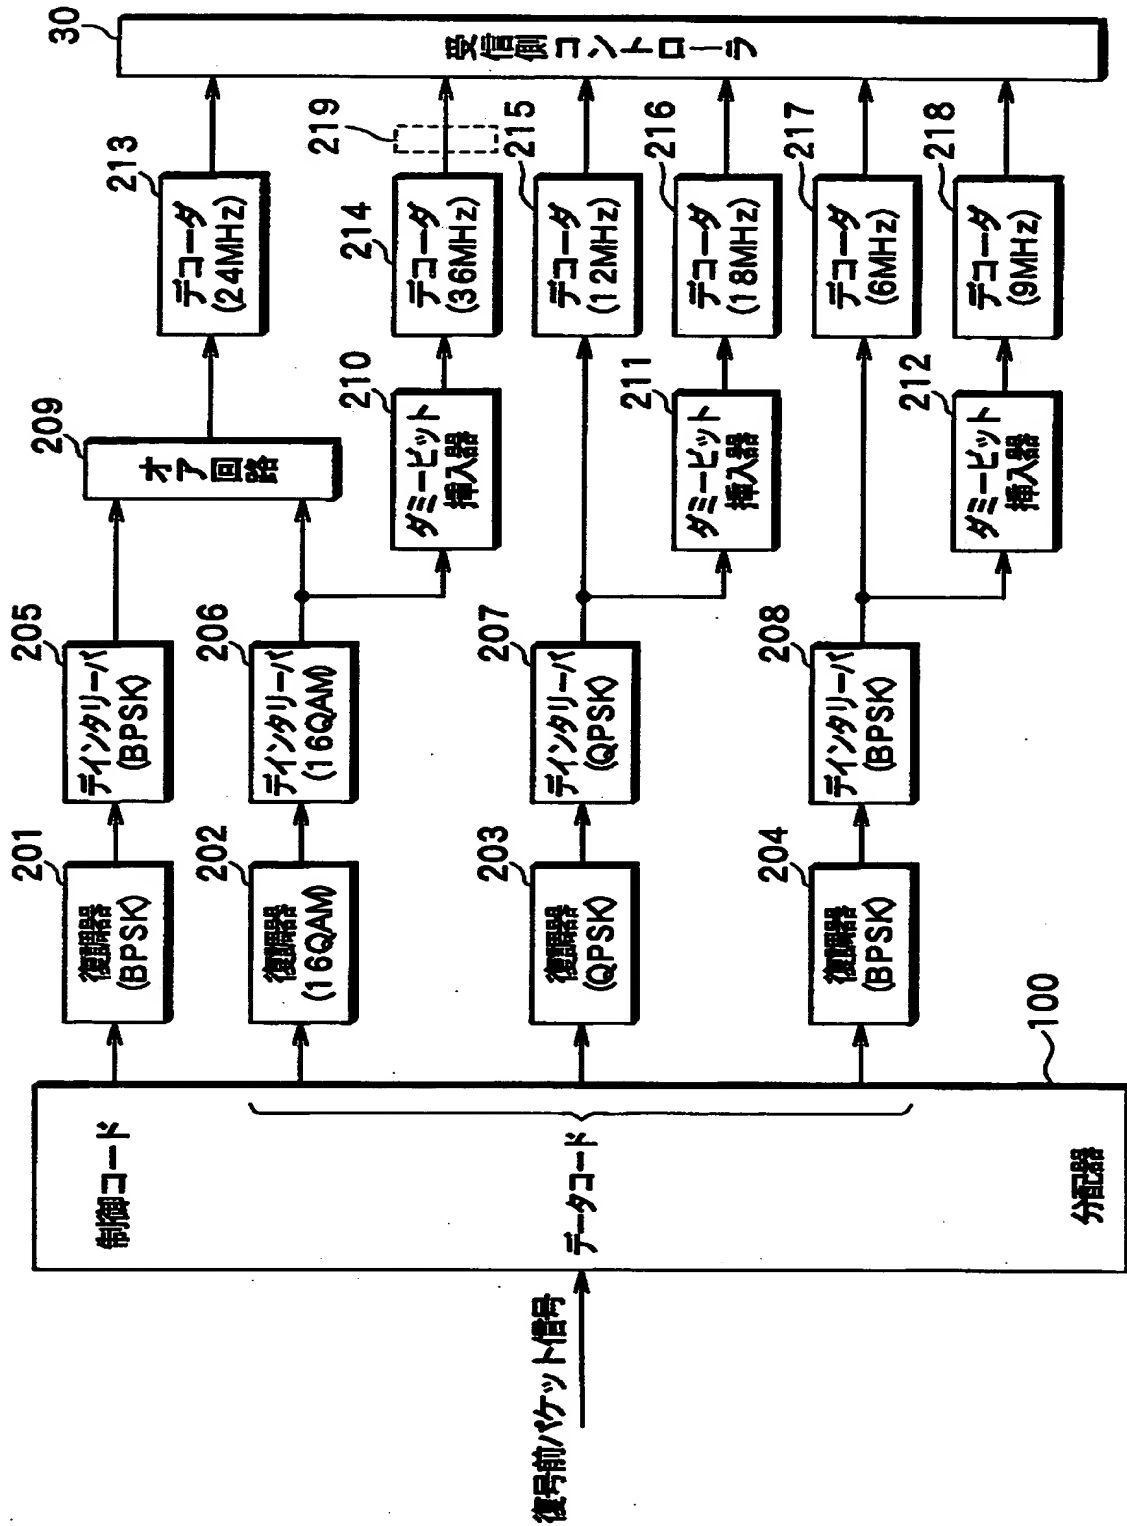 復号前パケット信号
制御コード
データコード
分配器
100
201
復調器
(BPSK)
202
復調器
(16QAM)
203
復調器
(QPSK)
204
復調器
(BPSK)
205
デインタリーバ
(BPSK)
206
デインタリーバ
(16QAM)
207
デインタリーバ
(QPSK)
208
デインタリーバ
(BPSK)
209
オア回路
210
ダミービット
挿入器
211
ダミービット
挿入器
212
ダミービット
挿入器
213
デコーダ
(24MHz)
214
デコーダ
(36MHz)
215
デコーダ
(12MHz)
216
デコーダ
(18MHz)
217
デコーダ
(6MHz)
218
デコーダ
(9MHz)
219
30
受信側コントローラ